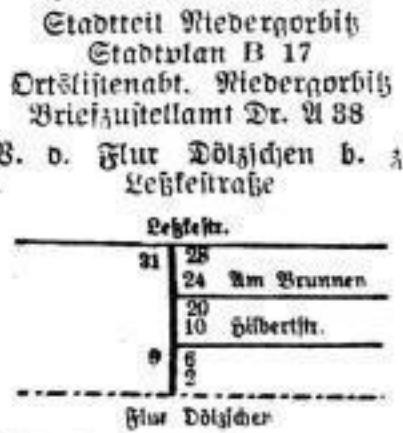 Stadtteil Niedergorbitz
Stadtplan B 17
Ortslistenabt. Niedergorbitz
Briefzustellamt Dr. A 38
V. d. Flur Dölzschen b. z
Leßkestraße
Leßkestr.
31 28
24 Am Brunnen
20
10 Hilbertstr.
9 6
2
Flur Dölzschen